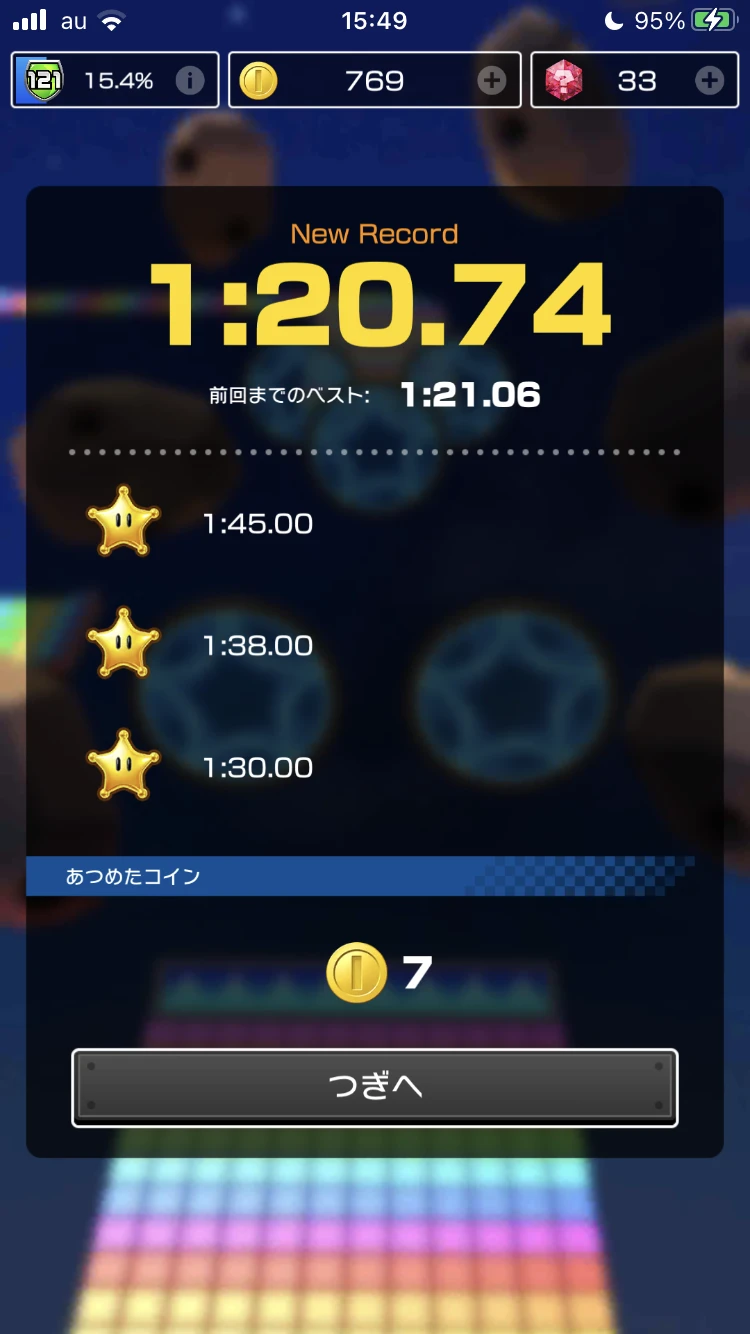 au 15:49 95%
121 15.4% i 769 + ? 33 +
New Record
1:20.74
前回までのベスト: 1:21.06
1:45.00
1:38.00
1:30.00
あつめたコイン
7
つぎへ